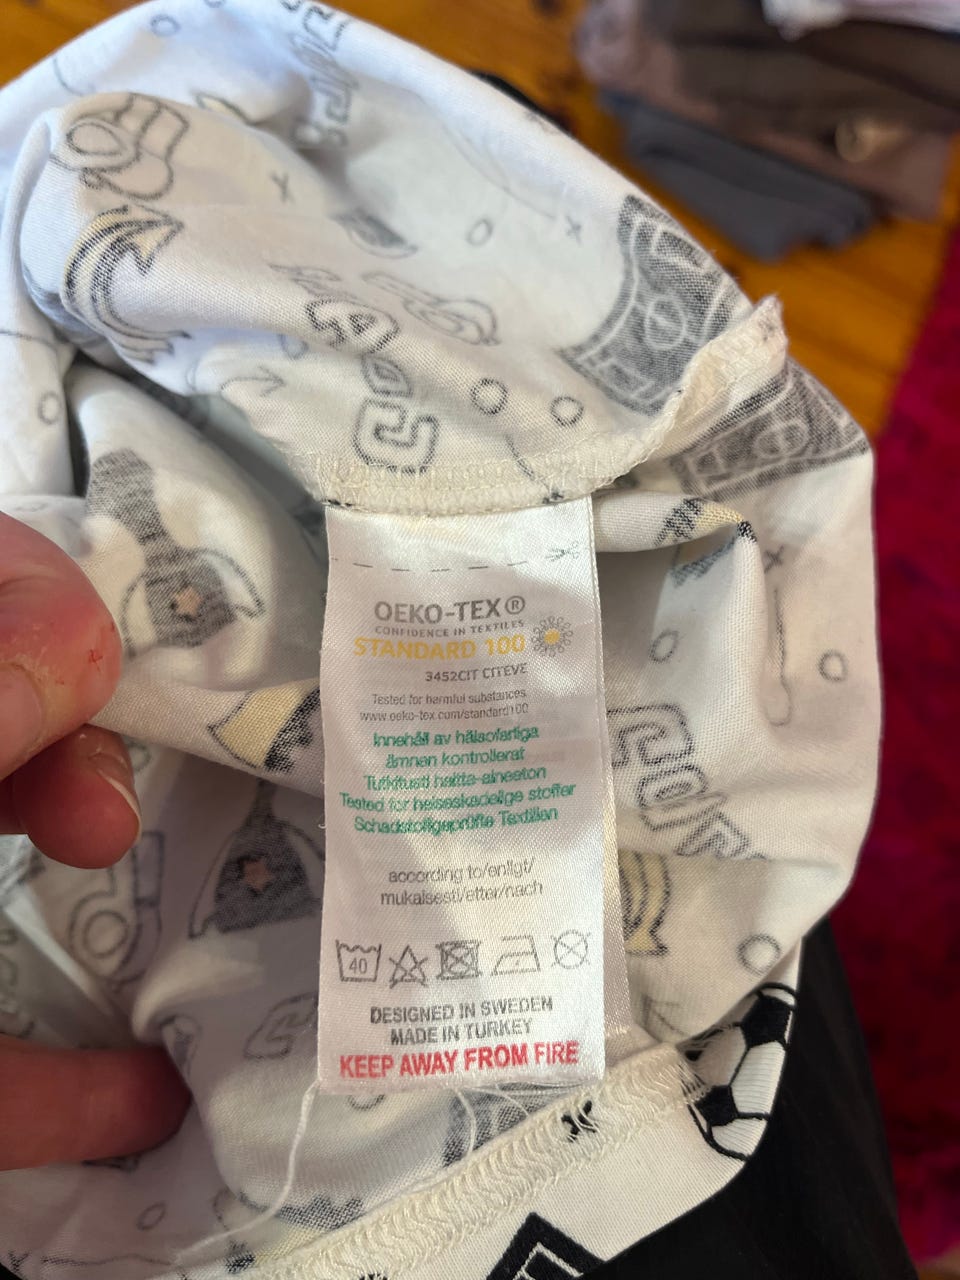 OEKO-TEX®
CONFIDENCE IN TEXTILES
STANDARD 100
3452CIT CITEVE
Tested for harmful substances
www.oeko-tex.com/standard100
Innehåll av hälsofarliga
ämnen kontrollerat
Tutkitusti haitta-aineeton
Tested for helseskadelige stoffer
Schadstoffgeprüfte Textilien
according to/enligt/
mukaisesti/etter/nach
40
DESIGNED IN SWEDEN
MADE IN TURKEY
KEEP AWAY FROM FIRE